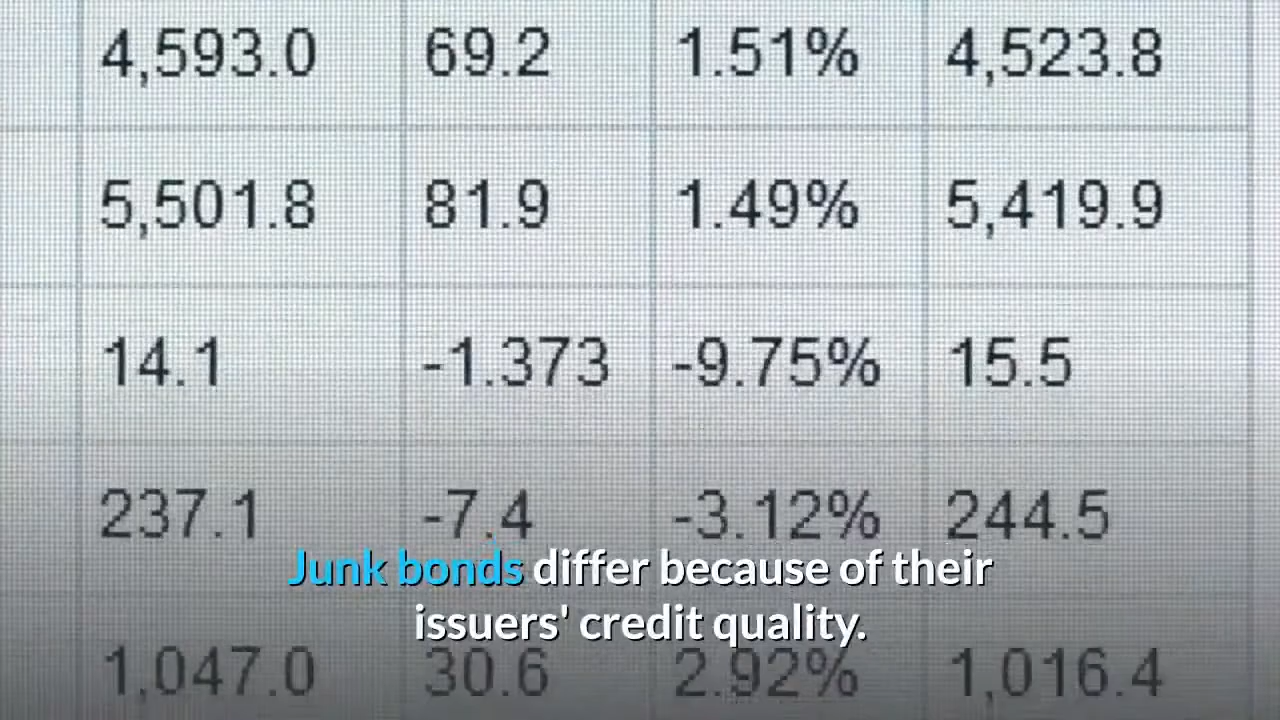 4,593.0 69.2 1.51% 4,523.8
5,501.8 81.9 1.49% 5,419.9
14.1 -1.373 -9.75% 15.5
237.1 -7.4 -3.12% 244.5
Junk bonds differ because of their
issuers' credit quality.
1,047.0 30.6 2.92% 1,016.4